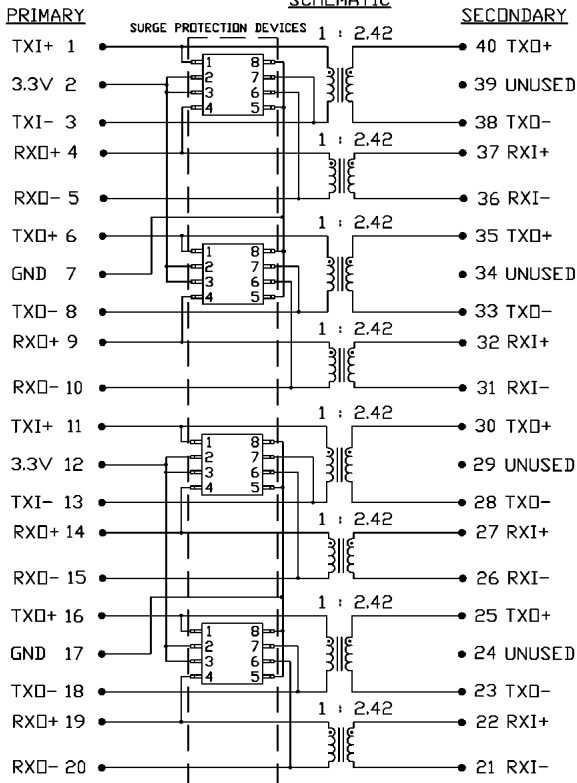 SCHEMATIC
PRIMARY
SECONDARY
SURGE PROTECTION DEVICES
1 : 2.42
TXI+ 1
40 TXO+
1 8
3.3V 2
2 7
39 UNUSED
3 6
4 5
TXI- 3
38 TXO-
1 : 2.42
RXO+ 4
37 RXI+
RXO- 5
36 RXI-
1 : 2.42
TXO+ 6
35 TXO+
1 8
GND 7
2 7
34 UNUSED
3 6
4 5
TXO- 8
33 TXO-
1 : 2.42
RXO+ 9
32 RXI+
RXO- 10
31 RXI-
1 : 2.42
TXI+ 11
30 TXO+
1 8
3.3V 12
2 7
29 UNUSED
3 6
4 5
TXI- 13
28 TXO-
1 : 2.42
RXO+ 14
27 RXI+
RXO- 15
26 RXI-
1 : 2.42
TXO+ 16
25 TXO+
1 8
GND 17
2 7
24 UNUSED
3 6
4 5
TXO- 18
23 TXO-
1 : 2.42
RXO+ 19
22 RXI+
RXO- 20
21 RXI-